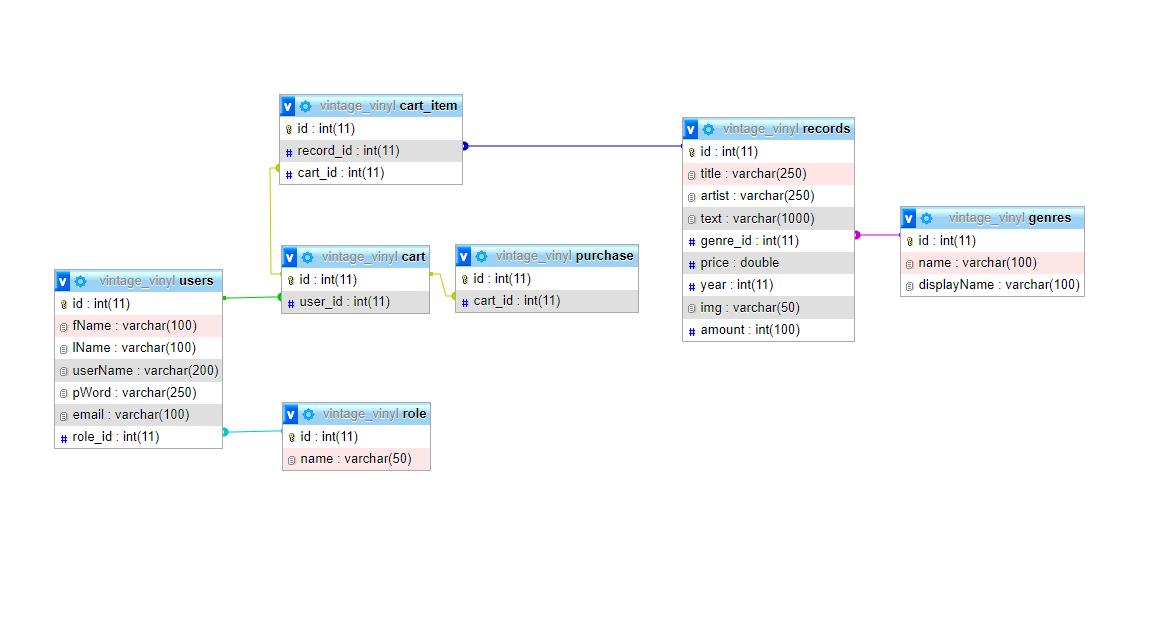 v vintage_vinyl cart_item
id : int(11)
# record_id : int(11)
# cart_id : int(11)
v vintage_vinyl records
id : int(11)
title : varchar(250)
artist : varchar(250)
text : varchar(1000)
# genre_id : int(11)
# price : double
# year : int(11)
img : varchar(50)
# amount : int(100)
v vintage_vinyl genres
id : int(11)
name : varchar(100)
displayName : varchar(100)
v vintage_vinyl cart
id : int(11)
# user_id : int(11)
v vintage_vinyl purchase
id : int(11)
# cart_id : int(11)
v vintage_vinyl users
id : int(11)
fName : varchar(100)
lName : varchar(100)
userName : varchar(200)
pWord : varchar(250)
email : varchar(100)
# role_id : int(11)
v vintage_vinyl role
id : int(11)
name : varchar(50)